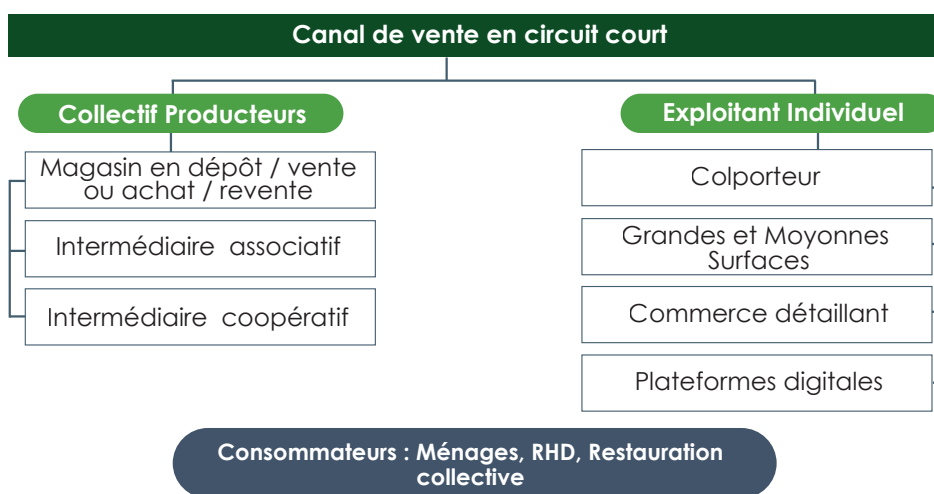 Canal de vente en circuit court
Collectif Producteurs
Magasin en dépôt / vente
ou achat / revente
Intermédiaire associatif
Intermédiaire coopératif
Exploitant Individuel
Colporteur
Grandes et Moyonnes
Surfaces
Commerce détaillant
Plateformes digitales
Consommateurs : Ménages, RHD, Restauration
collective